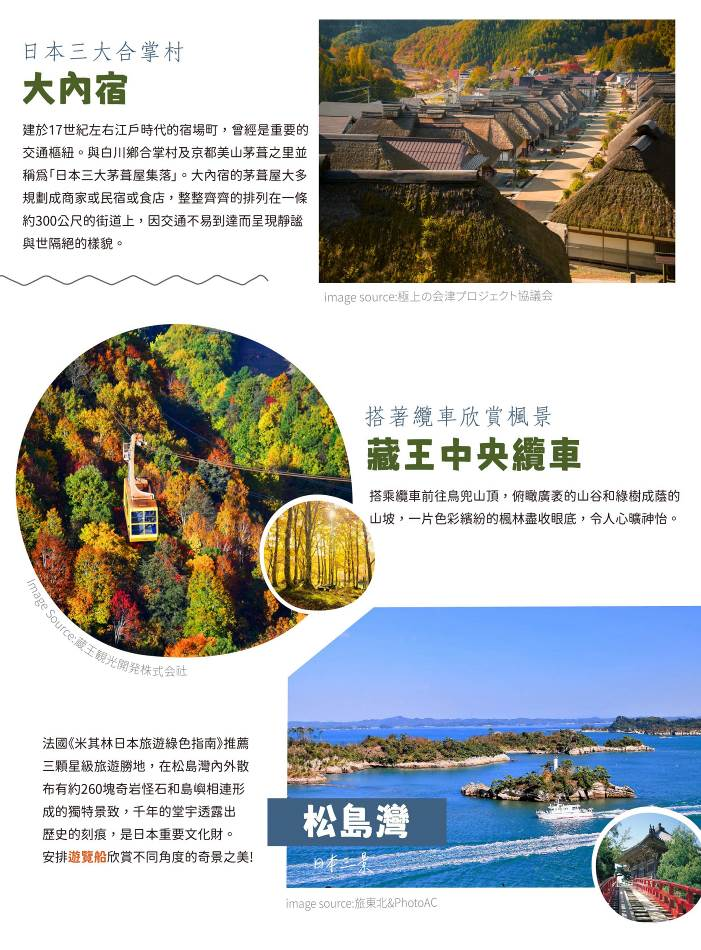 日本三大合掌村
大內宿
建於17世紀左右江戶時代的宿場町，曾經是重要的
交通樞紐。與白川鄉合掌村及京都美山茅葺之里並
稱為「日本三大茅葺屋集落」。大內宿的茅葺屋大多
規劃成商家或民宿或食店，整整齊齊的排列在一條
約300公尺的街道上，因交通不易到達而呈現靜謐
與世隔絕的樣貌。
image source:極上の会津プロジェクト協議会
搭著纜車欣賞楓景
藏王中央纜車
搭乘纜車前往鳥兜山頂，俯瞰廣袤的山谷和綠樹成蔭的
山坡，一片色彩繽紛的楓林盡收眼底，令人心曠神怡。
Image Source:蔵王観光開発株式会社
法國《米其林日本旅遊綠色指南》推薦
三顆星級旅遊勝地，在松島灣內外散
布有約260塊奇岩怪石和島嶼相連形
成的獨特景致，千年的堂宇透露出
歷史的刻痕，是日本重要文化財。
安排遊覽船欣賞不同角度的奇景之美!
松島灣
日本三景
image source:旅東北&PhotoAC